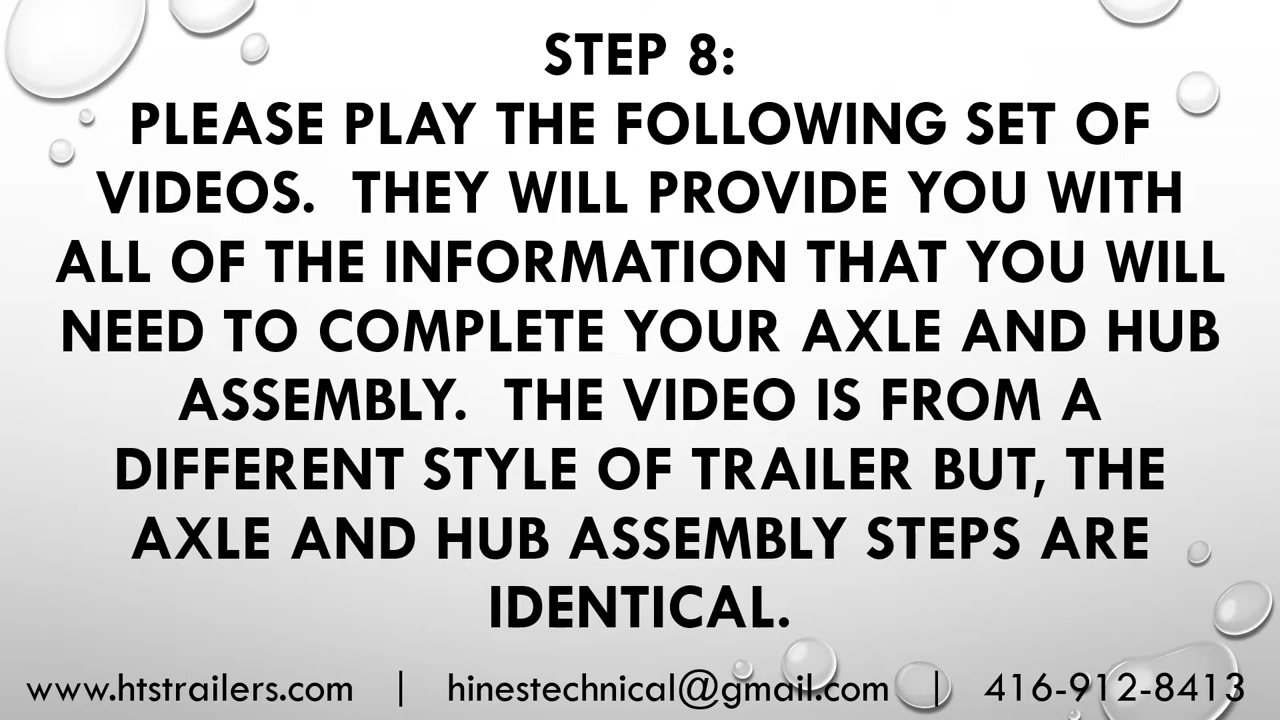 STEP 8:
PLEASE PLAY THE FOLLOWING SET OF
VIDEOS.  THEY WILL PROVIDE YOU WITH
ALL OF THE INFORMATION THAT YOU WILL
NEED TO COMPLETE YOUR AXLE AND HUB
ASSEMBLY.  THE VIDEO IS FROM A
DIFFERENT STYLE OF TRAILER BUT, THE
AXLE AND HUB ASSEMBLY STEPS ARE
IDENTICAL.
www.htstrailers.com | hinestechnical@gmail.com | 416-912-8413